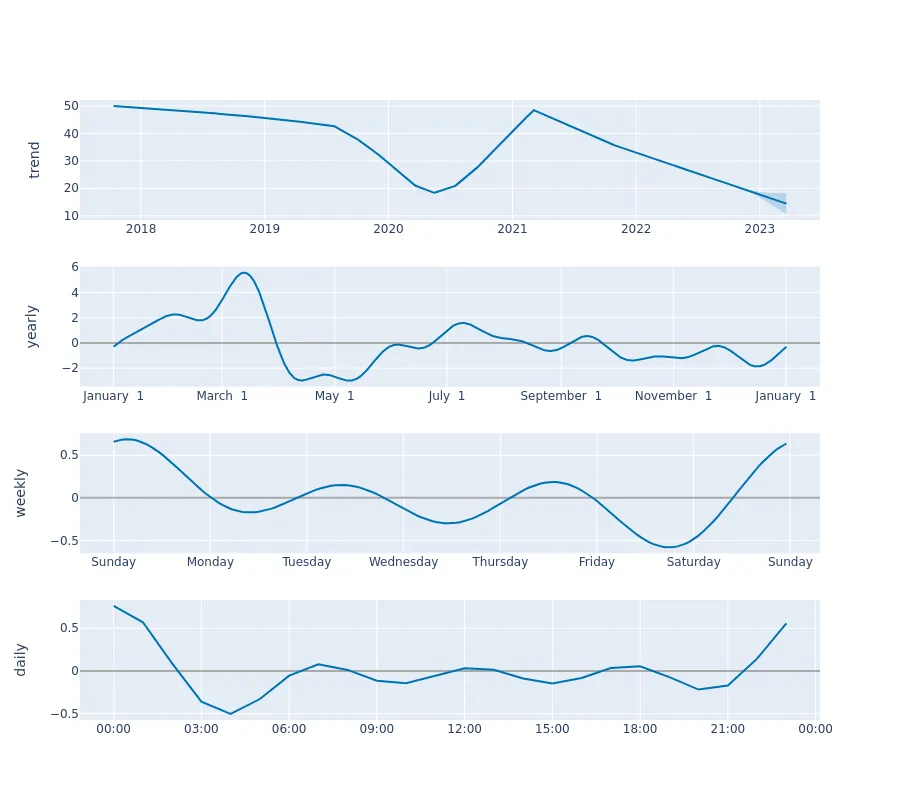 trend
50
40
30
20
10
2018 2019 2020 2021 2022 2023
yearly
6
4
2
0
−2
January 1 March 1 May 1 July 1 September 1 November 1 January 1
weekly
0.5
0
−0.5
Sunday Monday Tuesday Wednesday Thursday Friday Saturday Sunday
daily
0.5
0
−0.5
00:00 03:00 06:00 09:00 12:00 15:00 18:00 21:00 00:00